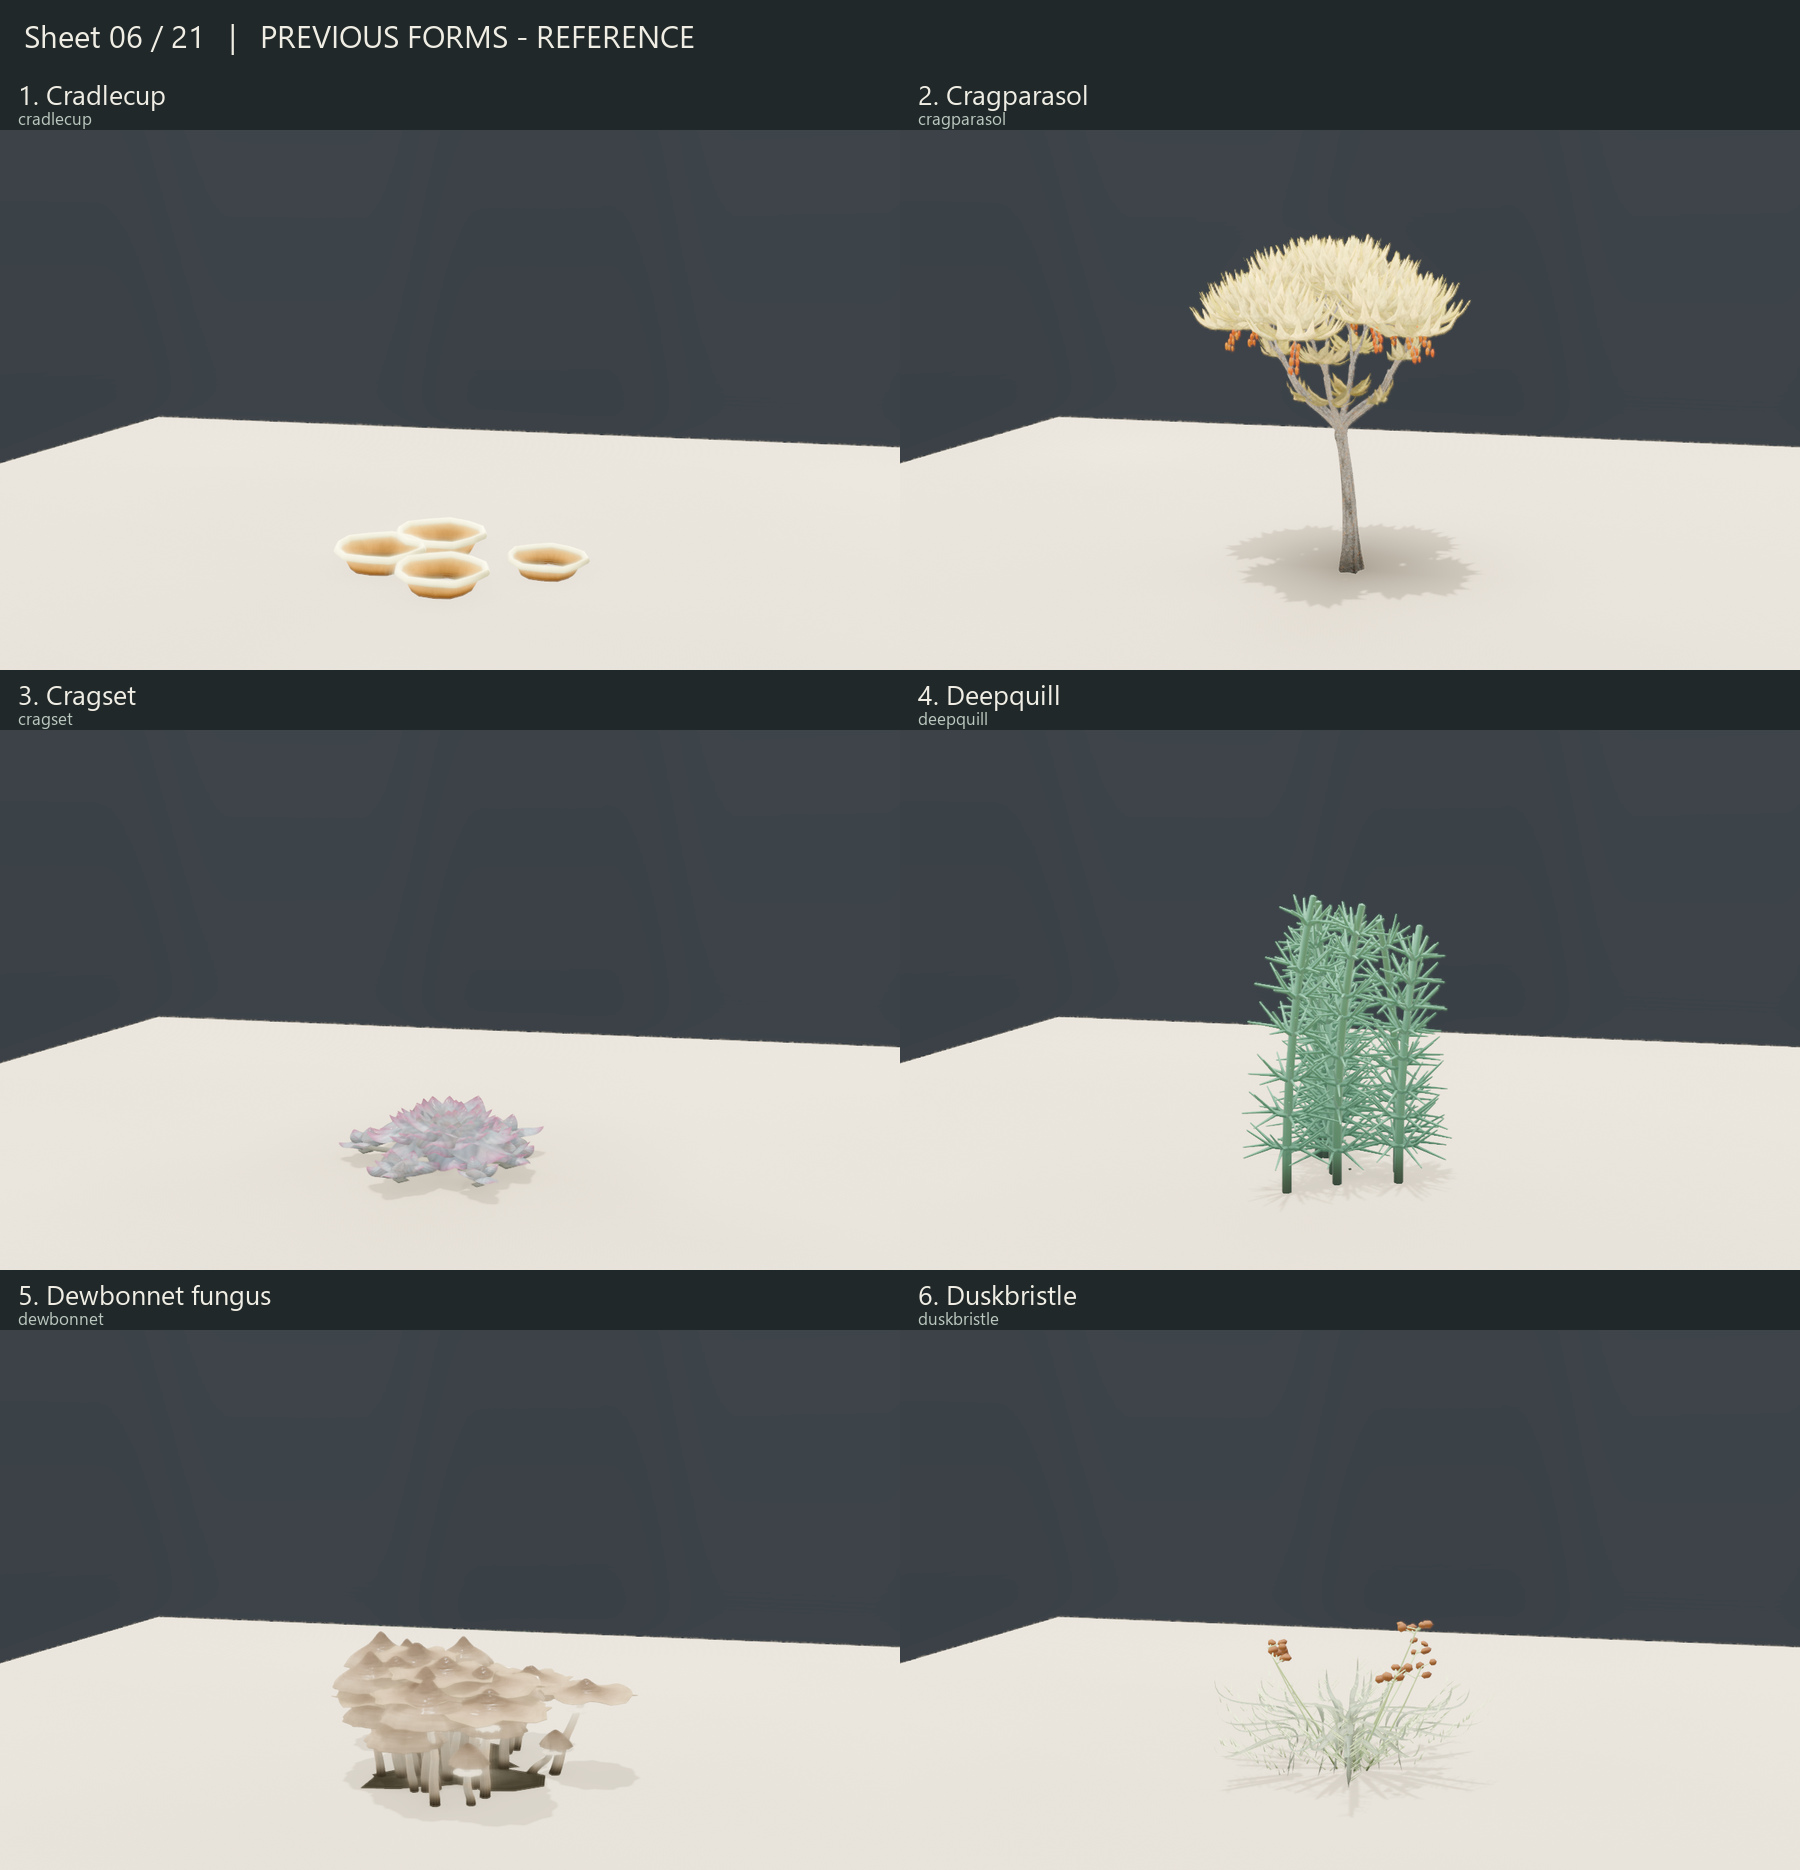 Sheet 06 / 21 | PREVIOUS FORMS - REFERENCE
1. Cradlecup
cradlecup
2. Cragparasol
cragparasol
3. Cragset
cragset
4. Deepquill
deepquill
5. Dewbonnet fungus
dewbonnet
6. Duskbristle
duskbristle